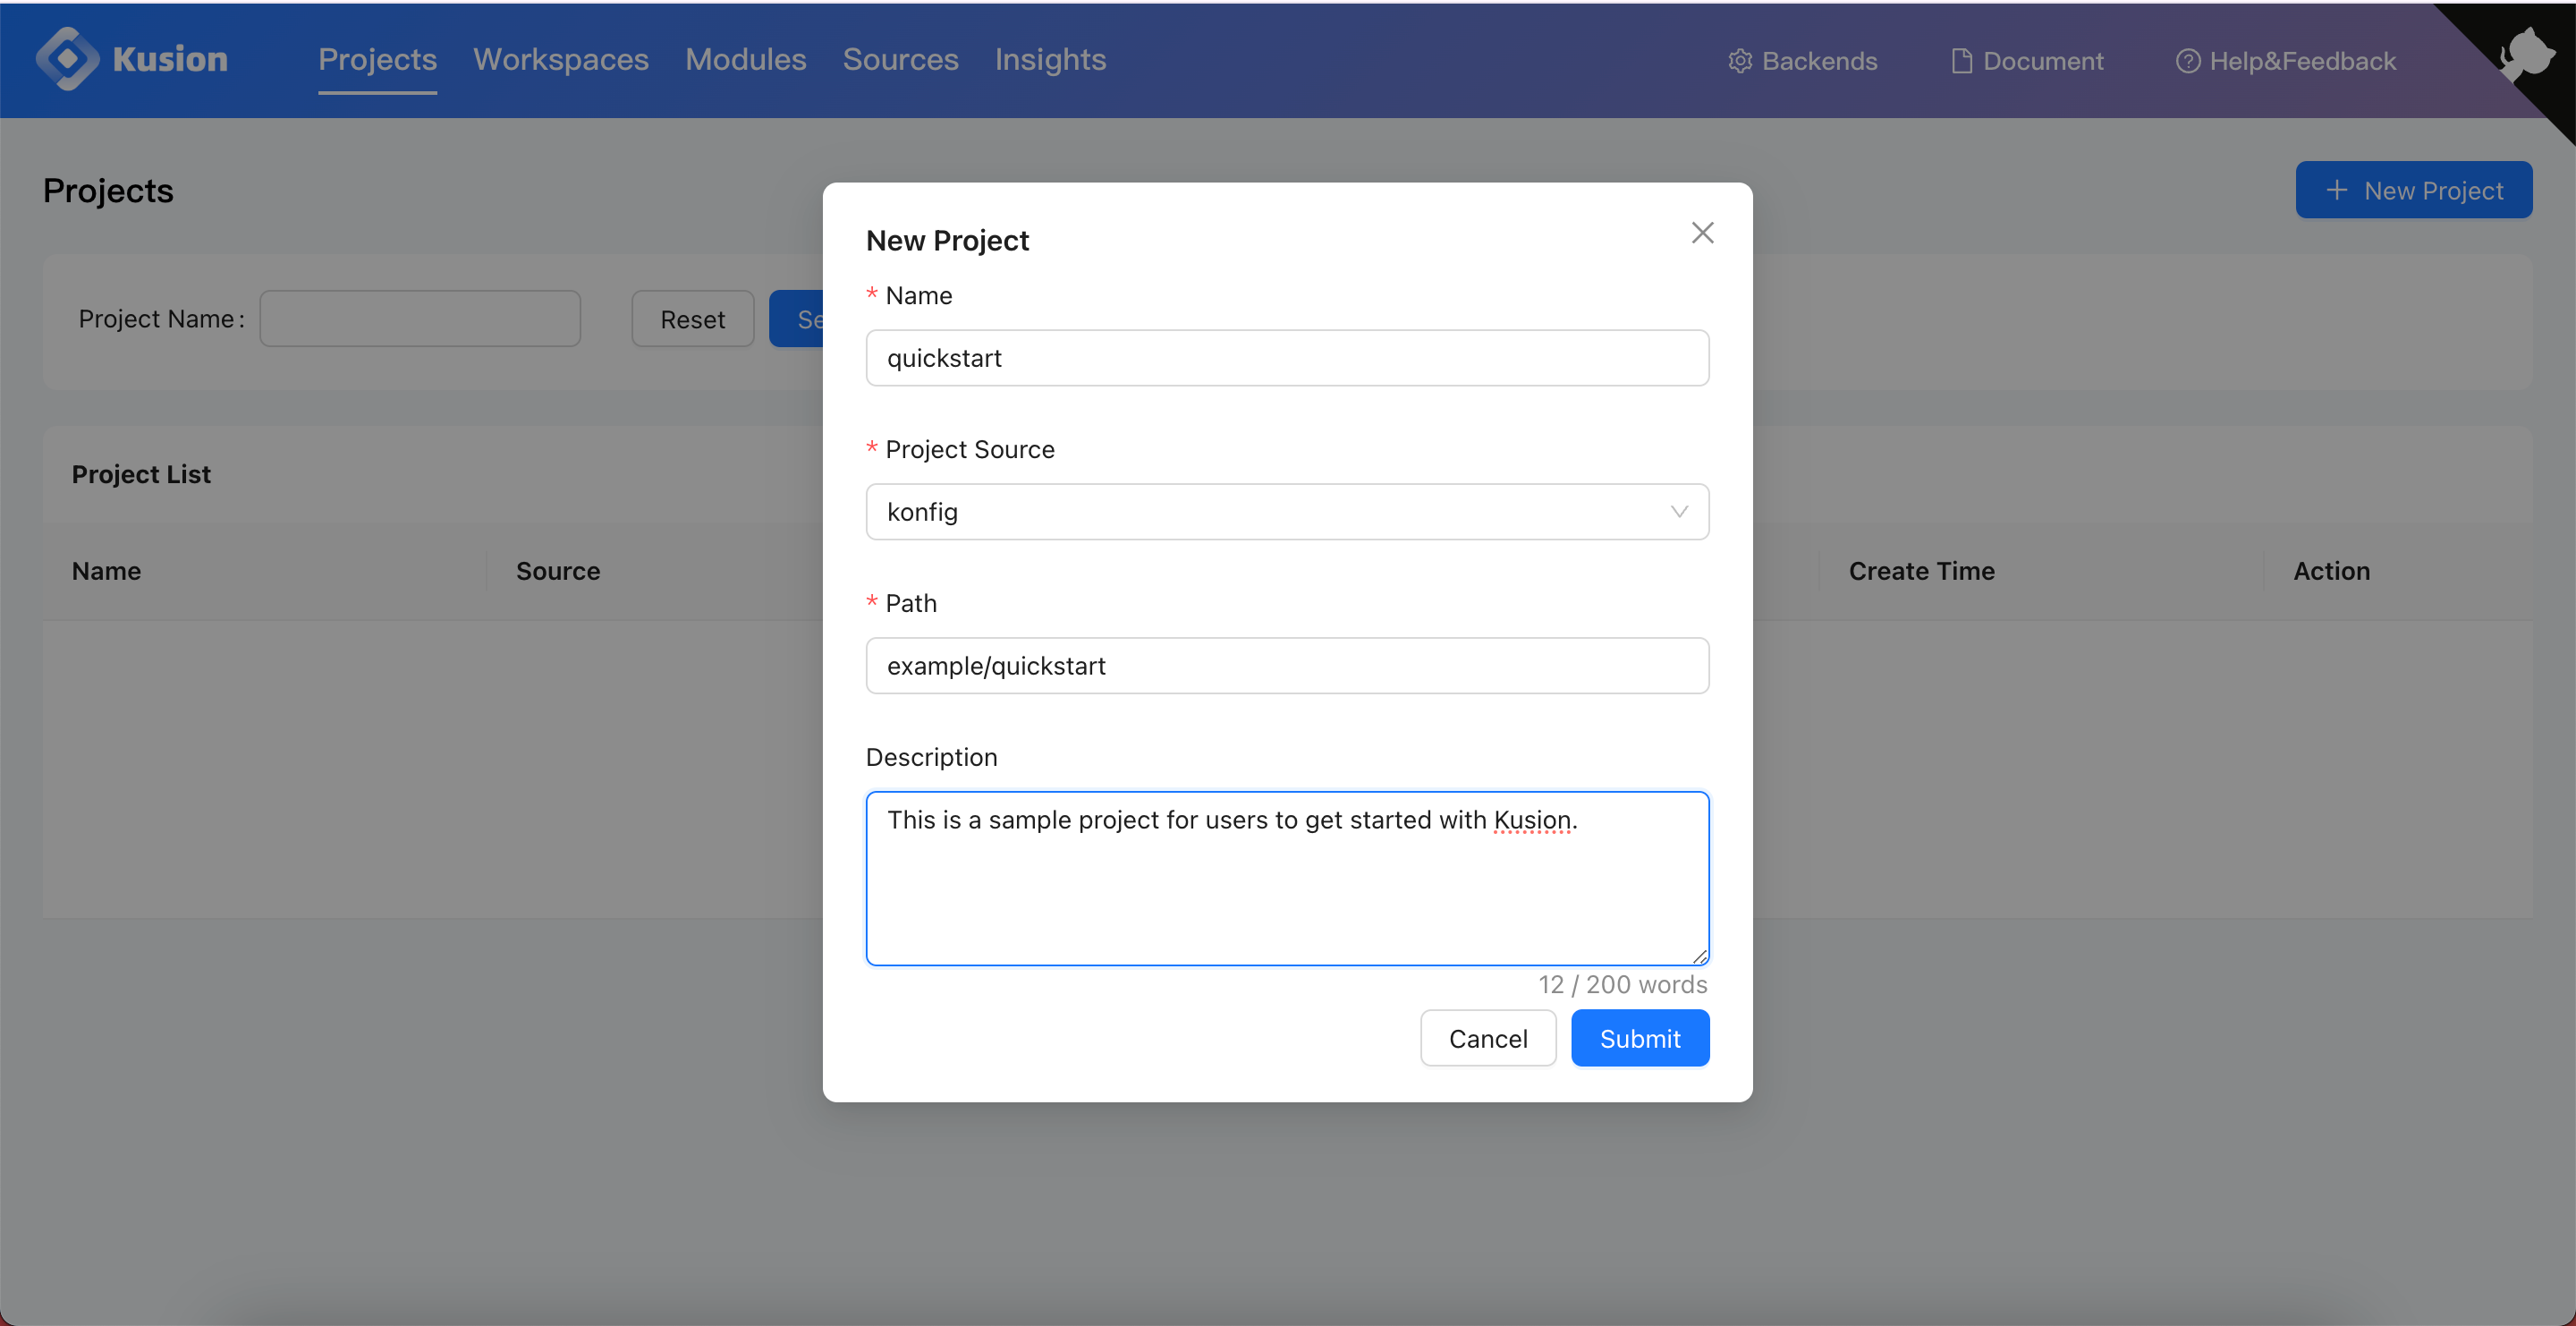 Kusion
Projects Workspaces Modules Sources Insights Backends Document Help&Feedback
Projects
+ New Project
Project Name: Reset Se
Project List
Name Source Create Time Action
New Project
* Name
quickstart
* Project Source
konfig
* Path
example/quickstart
Description
This is a sample project for users to get started with Kusion.
12 / 200 words
Cancel Submit